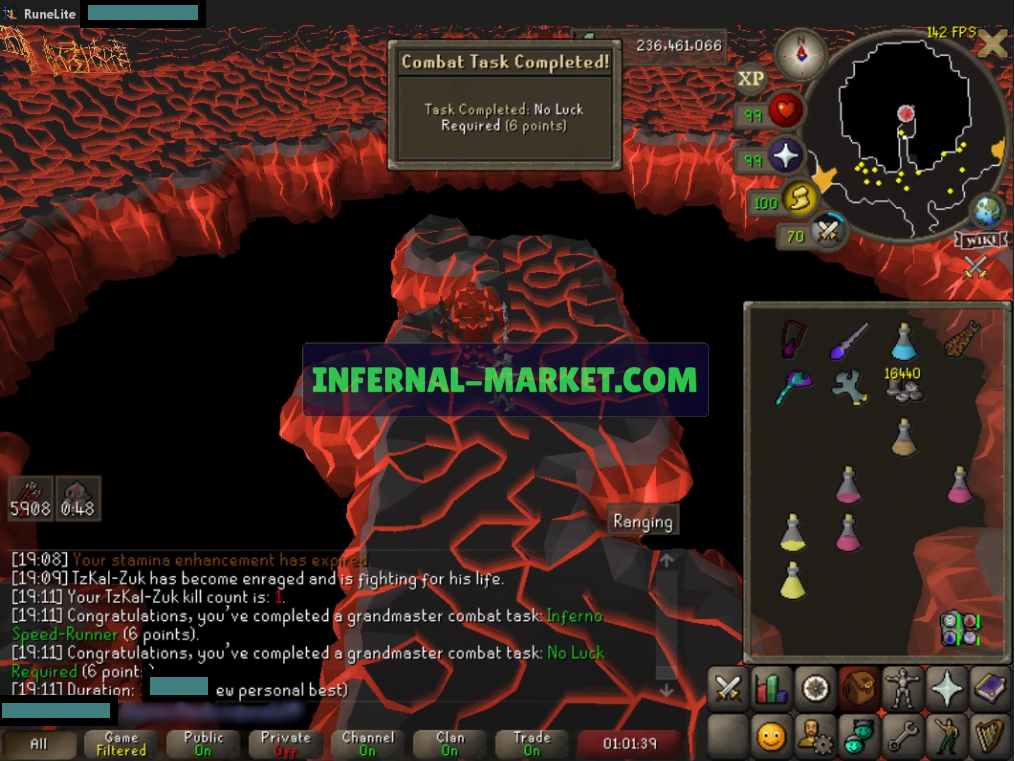 RuneLite
142 FPS
Combat Task Completed!
236,461,066
Task Completed: No Luck
Required (6 points)
N
XP
99
99
100
70
WIKI
16440
INFERNAL-MARKET.COM
5908
0:48
Ranging
[19:08] Your stamina enhancement has expired.
[19:09] TzKal-Zuk has become enraged and is fighting for his life.
[19:11] Your TzKal-Zuk kill count is: 1.
[19:11] Congratulations, you've completed a grandmaster combat task: Inferno
Speed-Runner (6 points).
[19:11] Congratulations, you've completed a grandmaster combat task: No Luck
Required (6 point
[19:11] Duration: ew personal best)
All
Game
Filtered
Public
On
Private
Off
Channel
On
Clan
On
Trade
On
01:01:39